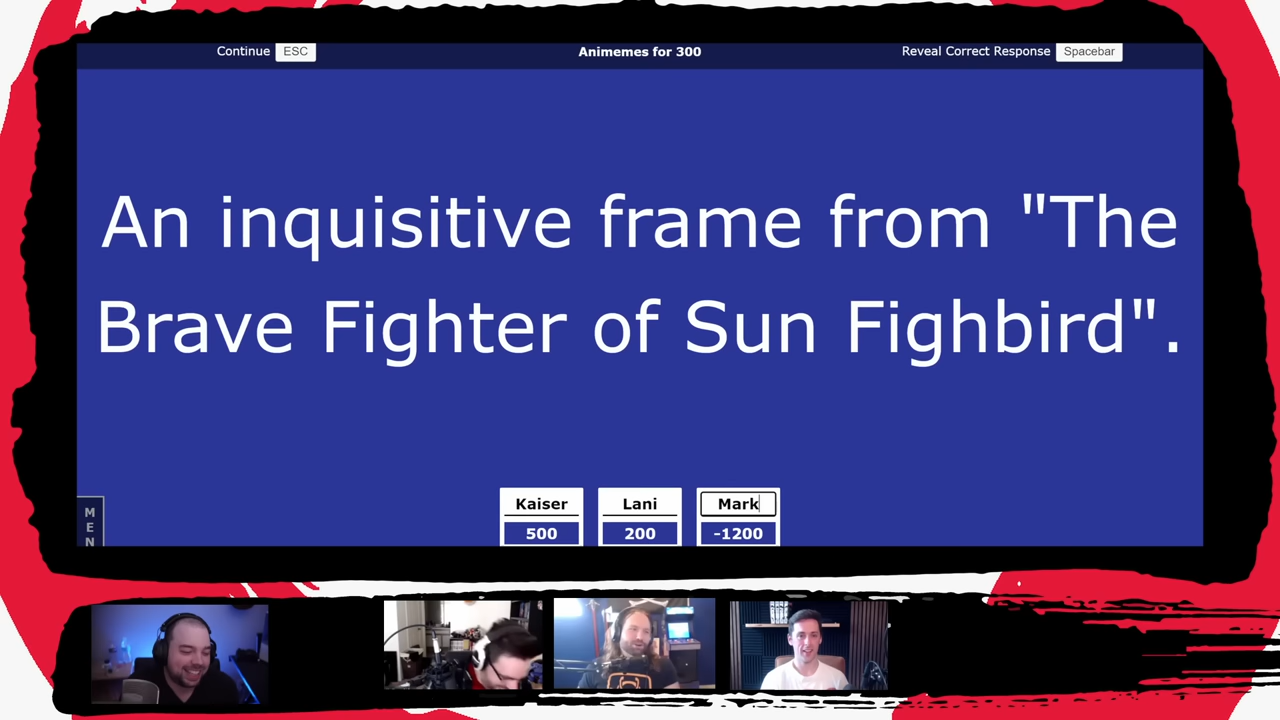 Continue ESC
Animemes for 300
Reveal Correct Response Spacebar
An inquisitive frame from "The
Brave Fighter of Sun Fighbird".
M
E
N
Kaiser
500
Lani
200
Mark
-1200